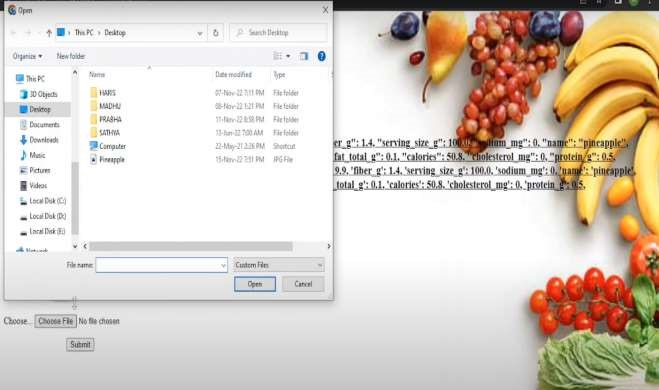 Open
This PC > Desktop
Search Desktop
Organize
New folder
Name
Date modified
Type
This PC
3D Objects
Desktop
Documents
Downloads
Music
Pictures
Videos
Local Disk (C:)
Local Disk (D:)
Local Disk (E:)
Network
HARIS 07-Nov-22 7:11 PM File folder
MADHU 08-Nov-22 1:21 PM File folder
PRABHA 11-Nov-22 8:38 PM File folder
SATHYA 13-Jun-22 7:00 AM File folder
Computer 22-May-21 3:26 PM Shortcut
Pineapple 15-Nov-22 7:51 PM JPG File
File name:
Custom Files
Open
Cancel
ber_g": 1.4, "serving_size_g": 100.0, "sodium_mg": 0, "name": "pineapple",
fat_total_g": 0.1, "calories": 50.8, "cholesterol_mg": 0, "protein_g": 0.5,
9.9, 'fiber_g': 1.4, 'serving_size_g': 100.0, 'sodium_mg': 0, 'name': 'pineapple',
_total_g': 0.1, 'calories': 50.8, 'cholesterol_mg': 0, 'protein_g': 0.5,
Choose... Choose File No file chosen
Submit